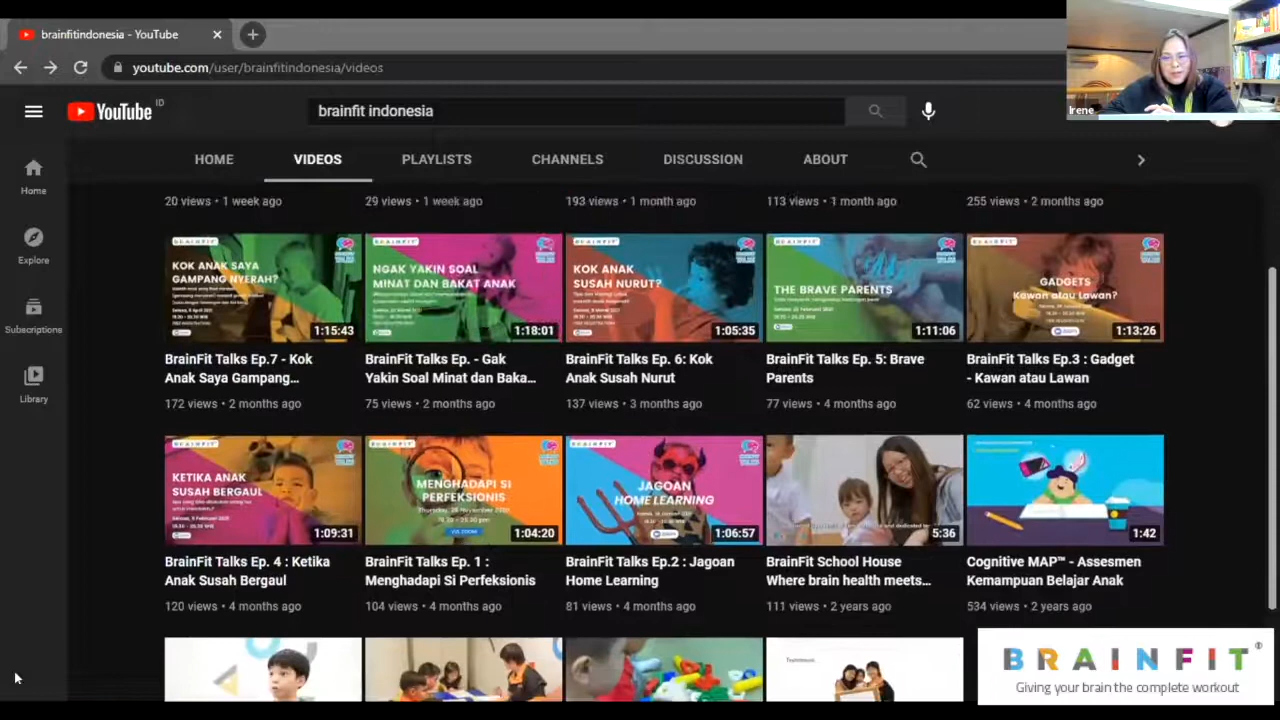 brainfitindonesia - YouTube
youtube.com/user/brainfitindonesia/videos
Irene
YouTube ID
brainfit indonesia
HOME VIDEOS PLAYLISTS CHANNELS DISCUSSION ABOUT
Home
Explore
Subscriptions
Library
20 views • 1 week ago
29 views • 1 week ago
193 views • 1 month ago
113 views • 1 month ago
255 views • 2 months ago
BRAINFIT
KOK ANAK SAYA
GAMPANG NYERAH?
1:15:43
BRAINFIT
NGAK YAKIN SOAL
MINAT DAN BAKAT ANAK
1:18:01
BRAINFIT
KOK ANAK
SUSAH NURUT?
1:05:35
BRAINFIT
THE BRAVE PARENTS
1:11:06
BRAINFIT
GADGETS
Kawan atau Lawan?
1:13:26
BrainFit Talks Ep.7 - Kok
Anak Saya Gampang...
172 views • 2 months ago
BrainFit Talks Ep. - Gak
Yakin Soal Minat dan Baka...
75 views • 2 months ago
BrainFit Talks Ep. 6: Kok
Anak Susah Nurut
137 views • 3 months ago
BrainFit Talks Ep. 5: Brave
Parents
77 views • 4 months ago
BrainFit Talks Ep.3 : Gadget
- Kawan atau Lawan
62 views • 4 months ago
BRAINFIT
KETIKA ANAK
SUSAH BERGAUL
1:09:31
BRAINFIT
MENGHADAPI SI
PERFEKSIONIS
1:04:20
BRAINFIT
JAGOAN
HOME LEARNING
1:06:57
5:36
1:42
BrainFit Talks Ep. 4 : Ketika
Anak Susah Bergaul
120 views • 4 months ago
BrainFit Talks Ep. 1 :
Menghadapi Si Perfeksionis
104 views • 4 months ago
BrainFit Talks Ep.2 : Jagoan
Home Learning
81 views • 4 months ago
BrainFit School House
Where brain health meets...
111 views • 2 years ago
Cognitive MAP™ - Assesmen
Kemampuan Belajar Anak
534 views • 2 years ago
BRAINFIT®
Giving your brain the complete workout